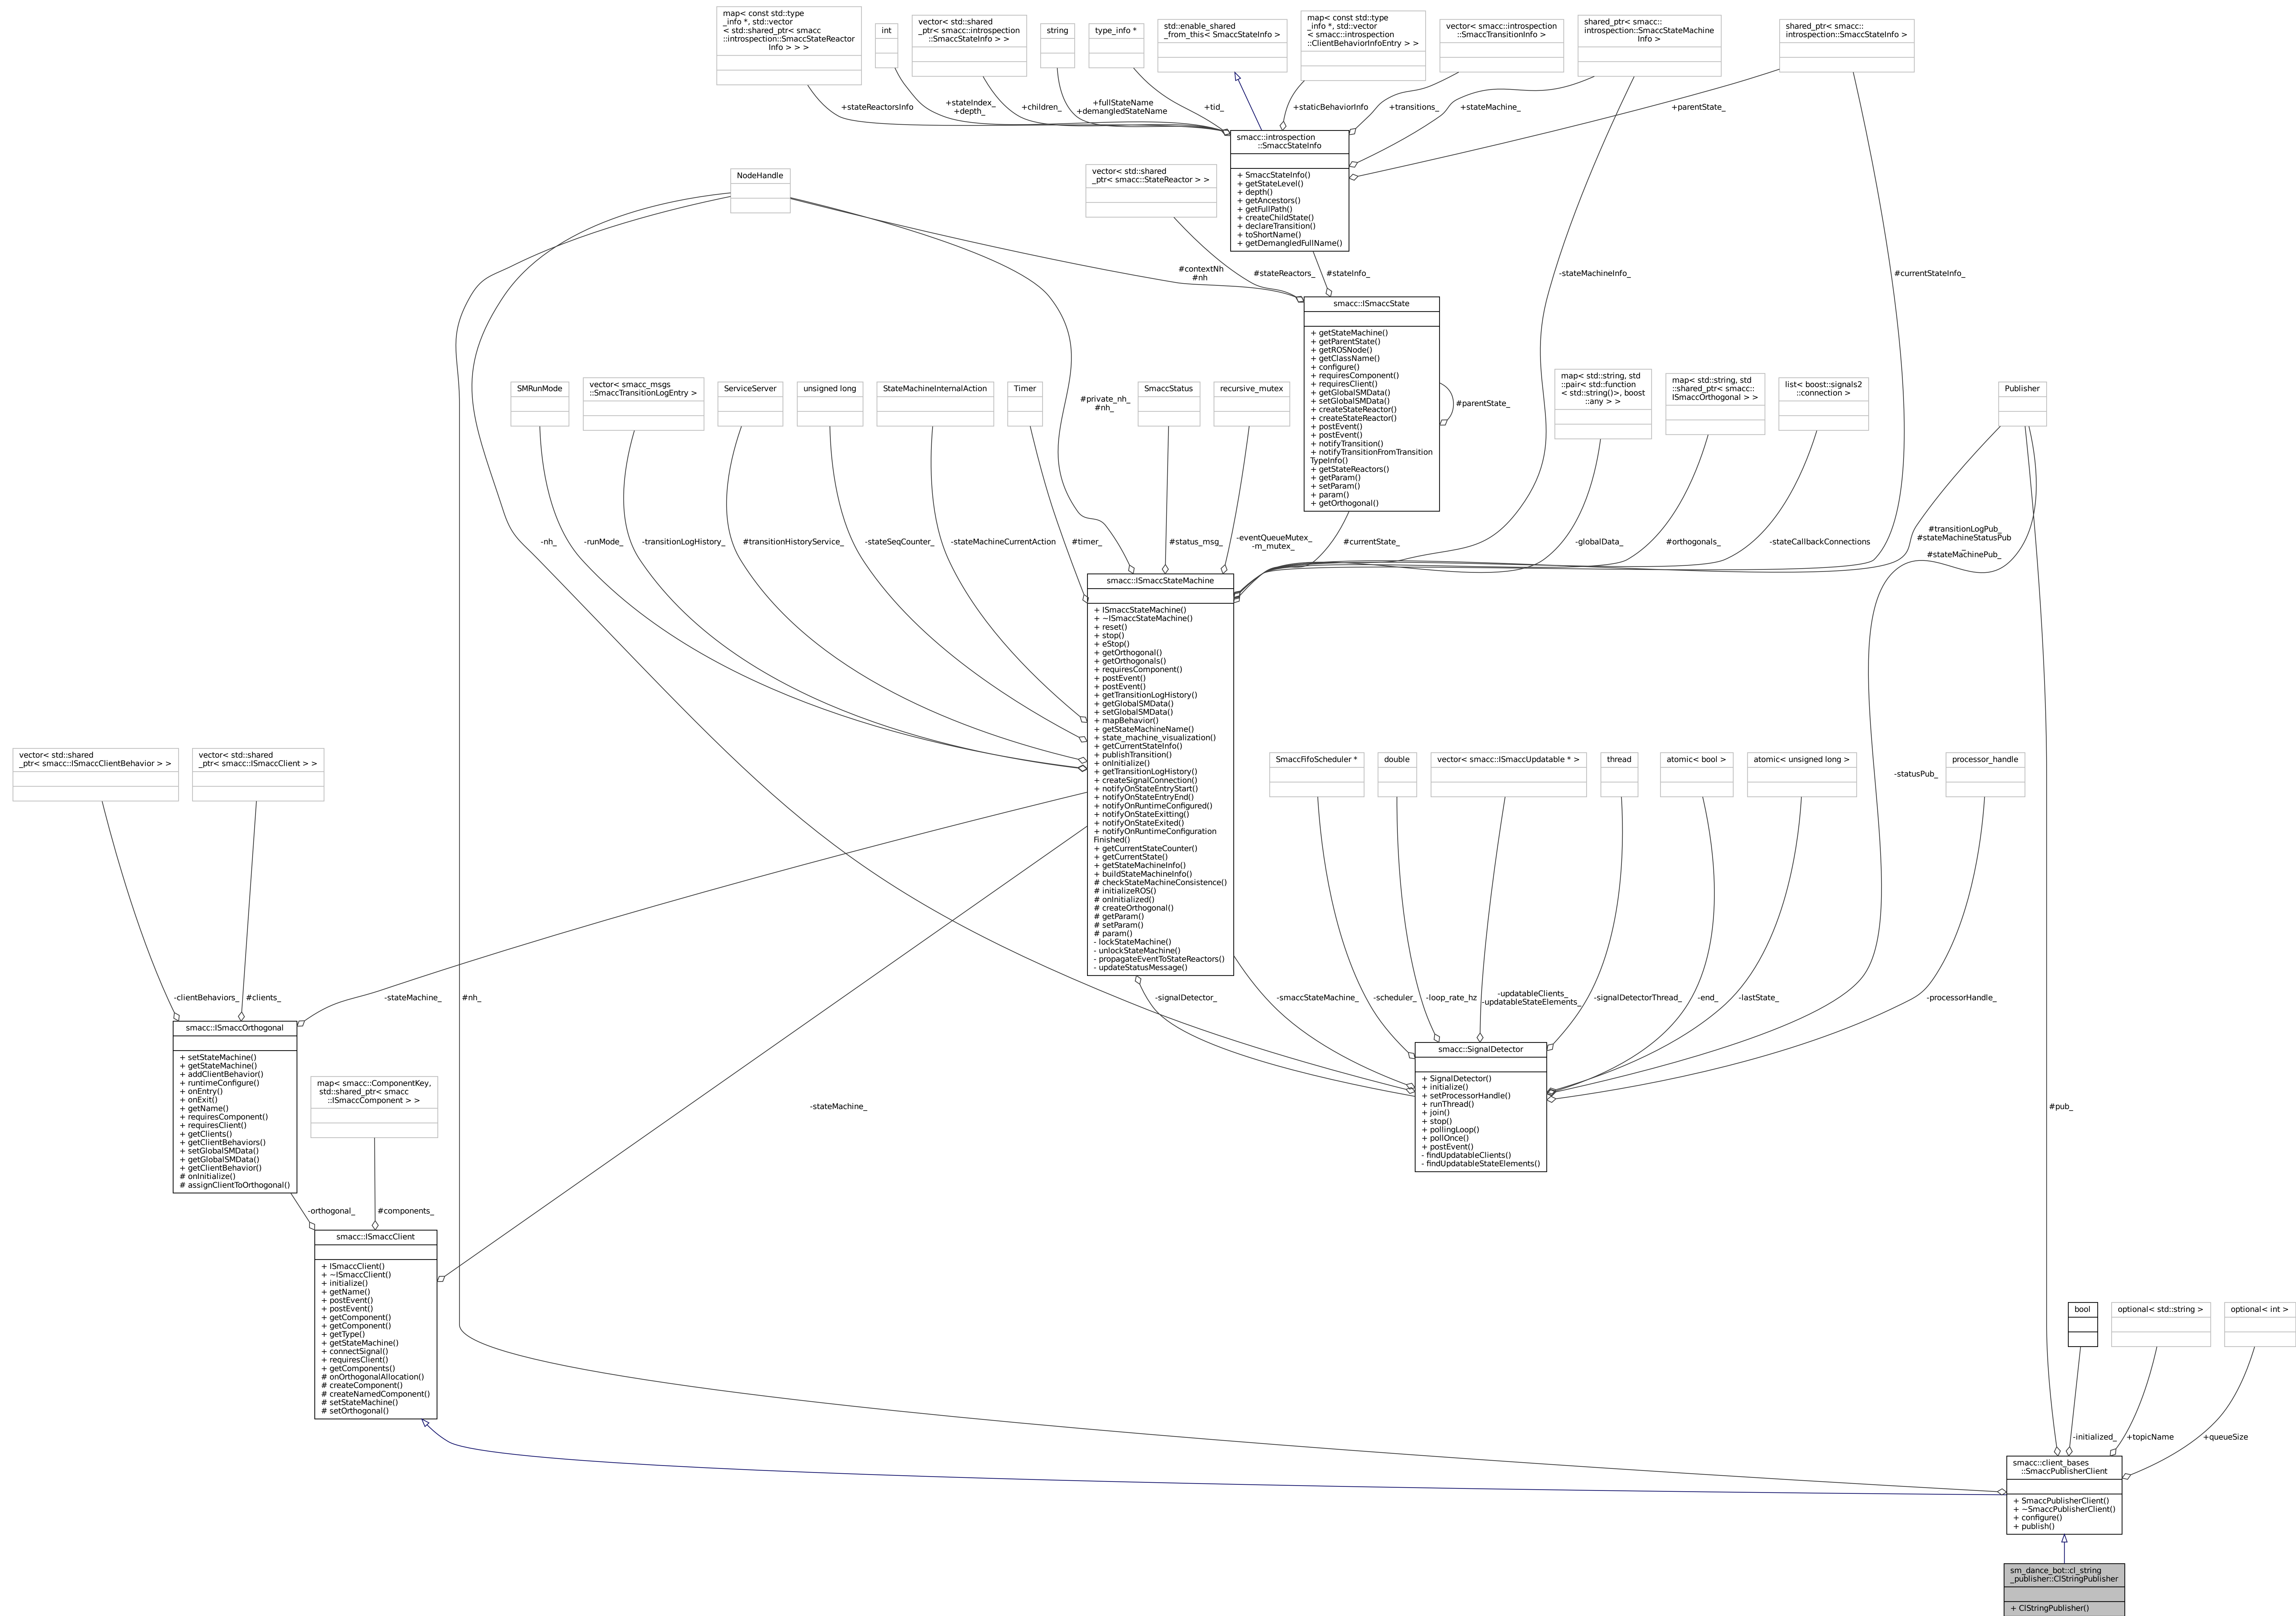 map< const std::type
_info *, std::vector
< std::shared_ptr< smacc
::introspection::SmaccStateReactor
Info > > >
int
vector< std::shared
_ptr< smacc::introspection
::SmaccStateInfo > >
string
type_info *
std::enable_shared
_from_this< SmaccStateInfo >
map< const std::type
_info *, std::vector
< smacc::introspection
::ClientBehaviorInfoEntry > >
vector< smacc::introspection
::SmaccTransitionInfo >
shared_ptr< smacc::
introspection::SmaccStateMachine
Info >
shared_ptr< smacc::
introspection::SmaccStateInfo >
+stateReactorsInfo
+stateIndex_
+depth_
+children_
+fullStateName
+demangledStateName
+tid_
+staticBehaviorInfo
+transitions_
+stateMachine_
+parentState_
smacc::introspection
::SmaccStateInfo
+ SmaccStateInfo()
+ getStateLevel()
+ depth()
+ getAncestors()
+ getFullPath()
+ createChildState()
+ declareTransition()
+ toShortName()
+ getDemangledFullName()
NodeHandle
vector< std::shared
_ptr< smacc::StateReactor > >
#contextNh
#nh
#stateReactors_
#stateInfo_
-stateMachineInfo_
#currentStateInfo_
smacc::ISmaccState
+ getStateMachine()
+ getParentState()
+ getROSNode()
+ getClassName()
+ configure()
+ requiresComponent()
+ requiresClient()
+ getGlobalSMData()
+ setGlobalSMData()
+ createStateReactor()
+ createStateReactor()
+ postEvent()
+ postEvent()
+ notifyTransition()
+ notifyTransitionFromTransition
TypeInfo()
+ getStateReactors()
+ getParam()
+ setParam()
+ param()
+ getOrthogonal()
#parentState_
SMRunMode
vector< smacc_msgs
::SmaccTransitionLogEntry >
ServiceServer
unsigned long
StateMachineInternalAction
Timer
#private_nh_
#nh_
SmaccStatus
recursive_mutex
map< std::string, std
::pair< std::function
< std::string()>, boost
::any > >
map< std::string, std
::shared_ptr< smacc::
ISmaccOrthogonal > >
list< boost::signals2
::connection >
Publisher
-nh_
-runMode_
-transitionLogHistory_
#transitionHistoryService_
-stateSeqCounter_
-stateMachineCurrentAction
#timer_
#status_msg_
-eventQueueMutex_
-m_mutex_
#currentState_
-globalData_
#orthogonals_
-stateCallbackConnections
#transitionLogPub_
#stateMachineStatusPub
_
#stateMachinePub_
smacc::ISmaccStateMachine
+ ISmaccStateMachine()
+ ~ISmaccStateMachine()
+ reset()
+ stop()
+ eStop()
+ getOrthogonal()
+ getOrthogonals()
+ requiresComponent()
+ postEvent()
+ postEvent()
+ getTransitionLogHistory()
+ getGlobalSMData()
+ setGlobalSMData()
+ mapBehavior()
+ getStateMachineName()
+ state_machine_visualization()
+ getCurrentStateInfo()
+ publishTransition()
+ onInitialize()
+ getTransitionLogHistory()
+ createSignalConnection()
+ notifyOnStateEntryStart()
+ notifyOnStateEntryEnd()
+ notifyOnRuntimeConfigured()
+ notifyOnStateExitting()
+ notifyOnStateExited()
+ notifyOnRuntimeConfiguration
Finished()
+ getCurrentStateCounter()
+ getCurrentState()
+ getStateMachineInfo()
+ buildStateMachineInfo()
# checkStateMachineConsistence()
# initializeROS()
# onInitialized()
# createOrthogonal()
# getParam()
# setParam()
# param()
- lockStateMachine()
- unlockStateMachine()
- propagateEventToStateReactors()
- updateStatusMessage()
vector< std::shared
_ptr< smacc::ISmaccClientBehavior > >
vector< std::shared
_ptr< smacc::ISmaccClient > >
SmaccFifoScheduler *
double
vector< smacc::ISmaccUpdatable * >
thread
atomic< bool >
atomic< unsigned long >
-statusPub_
processor_handle
-clientBehaviors_
#clients_
-stateMachine_
#nh_
-signalDetector_
-smaccStateMachine_
-scheduler_
-loop_rate_hz
-updatableClients_
-updatableStateElements_
-signalDetectorThread_
-end_
-lastState_
-processorHandle_
smacc::ISmaccOrthogonal
+ setStateMachine()
+ getStateMachine()
+ addClientBehavior()
+ runtimeConfigure()
+ onEntry()
+ onExit()
+ getName()
+ requiresComponent()
+ requiresClient()
+ getClients()
+ getClientBehaviors()
+ setGlobalSMData()
+ getGlobalSMData()
+ getClientBehavior()
# onInitialize()
# assignClientToOrthogonal()
map< smacc::ComponentKey,
std::shared_ptr< smacc
::ISmaccComponent > >
-stateMachine_
smacc::SignalDetector
+ SignalDetector()
+ initialize()
+ setProcessorHandle()
+ runThread()
+ join()
+ stop()
+ pollingLoop()
+ pollOnce()
+ postEvent()
- findUpdatableClients()
- findUpdatableStateElements()
#pub_
-orthogonal_
#components_
smacc::ISmaccClient
+ ISmaccClient()
+ ~ISmaccClient()
+ initialize()
+ getName()
+ postEvent()
+ postEvent()
+ getComponent()
+ getComponent()
+ getType()
+ getStateMachine()
+ connectSignal()
+ requiresClient()
+ getComponents()
# onOrthogonalAllocation()
# createComponent()
# createNamedComponent()
# setStateMachine()
# setOrthogonal()
bool
optional< std::string >
optional< int >
-initialized_
+topicName
+queueSize
smacc::client_bases
::SmaccPublisherClient
+ SmaccPublisherClient()
+ ~SmaccPublisherClient()
+ configure()
+ publish()
sm_dance_bot::cl_string
_publisher::ClStringPublisher
+ ClStringPublisher()